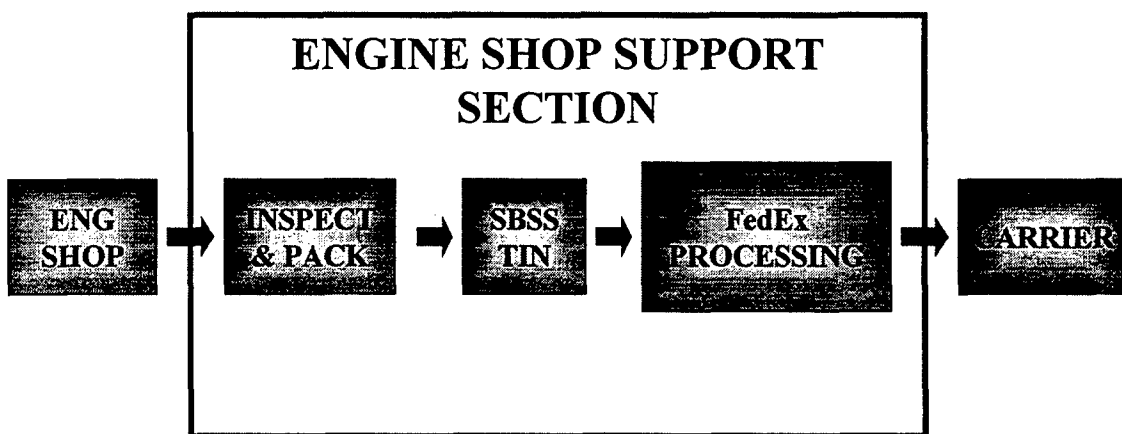 ENGINE SHOP SUPPORT
SECTION
ENG
SHOP
INSPECT
& PACK
SBSS
TIN
FedEx
PROCESSING
CARRIER